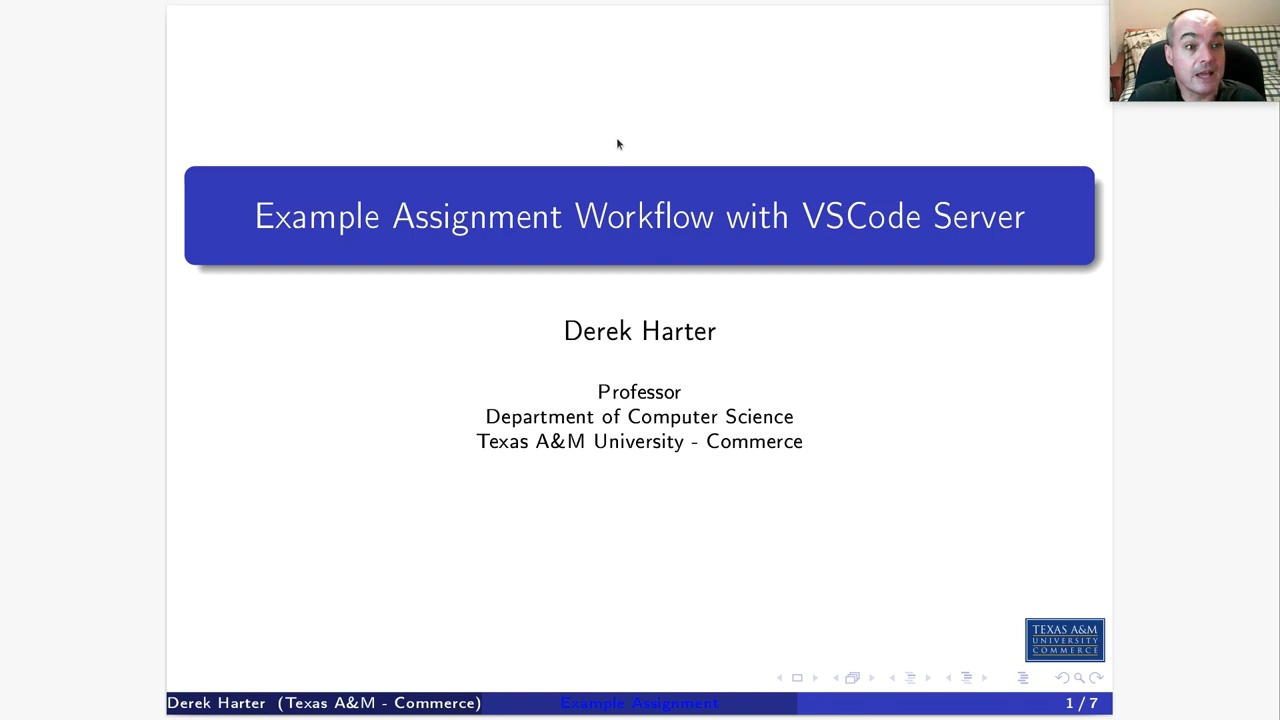 Example Assignment Workflow with VSCode Server
Derek Harter
Professor
Department of Computer Science
Texas A&M University - Commerce
TEXAS A&M
UNIVERSITY
COMMERCE
Derek Harter (Texas A&M - Commerce)
Example Assignment
1 / 7